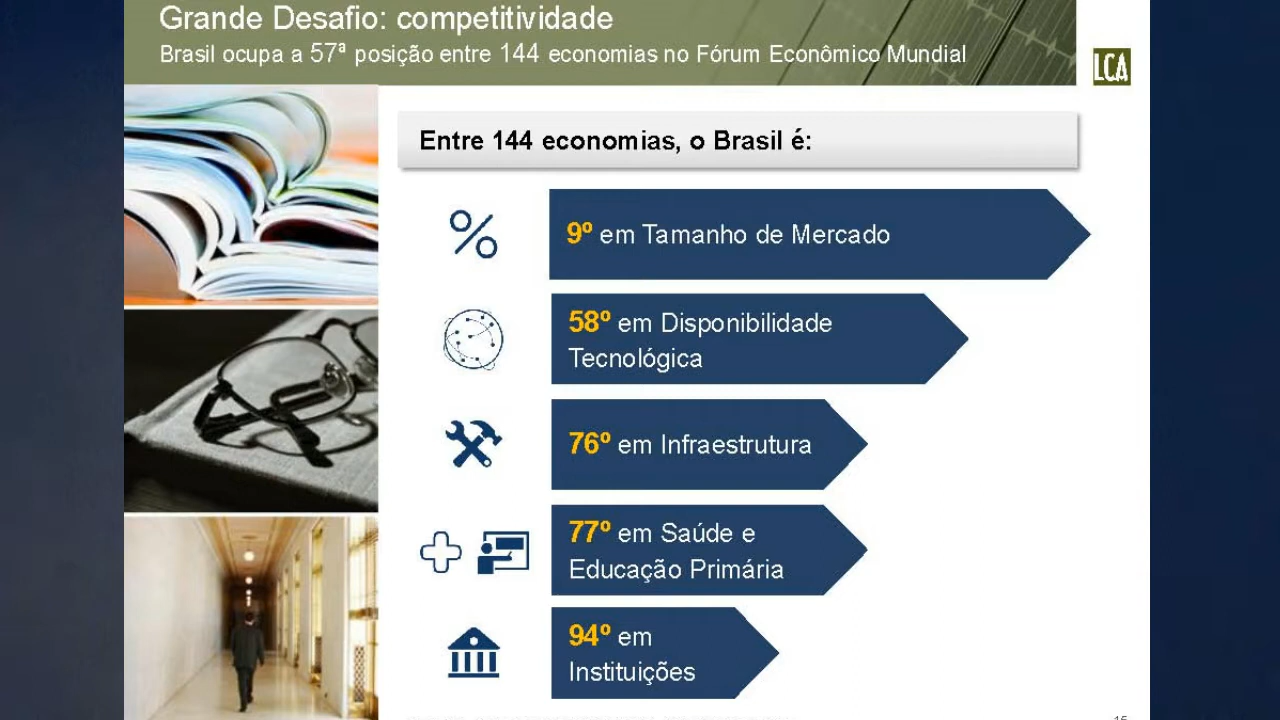 Grande Desafio: competitividade
Brasil ocupa a 57ª posição entre 144 economias no Fórum Econômico Mundial
LCA
Entre 144 economias, o Brasil é:
9º em Tamanho de Mercado
58º em Disponibilidade
Tecnológica
76º em Infraestrutura
77º em Saúde e
Educação Primária
94º em
Instituições